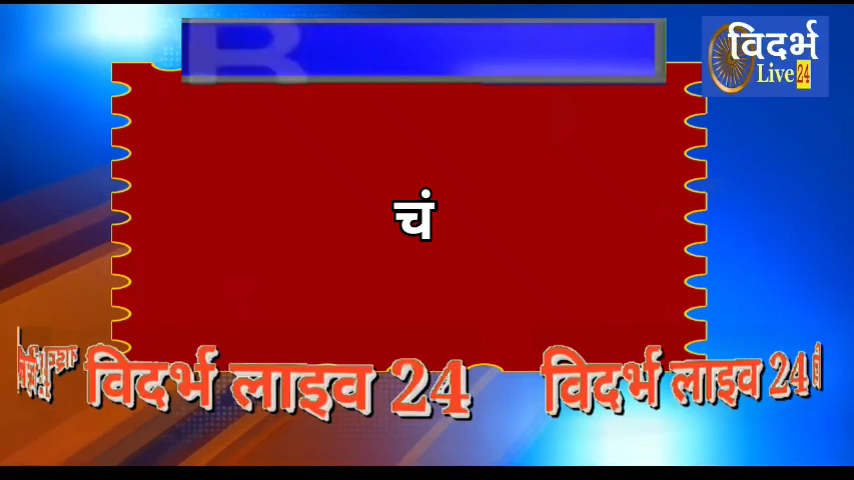 B
विदर्भ
Live 24
चं
विदर्भ लाइव 24 विदर्भ लाइव 24